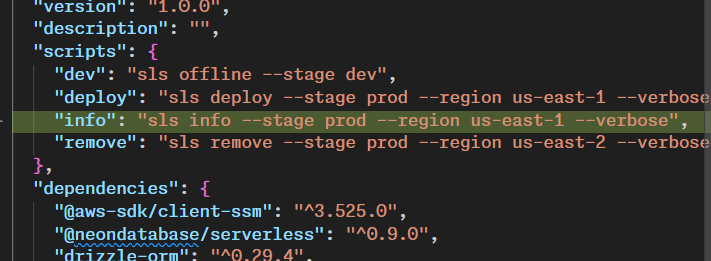 "version": "1.0.0",
"description": "",
"scripts": {
"dev": "sls offline --stage dev",
"deploy": "sls deploy --stage prod --region us-east-1 --verbose
"info": "sls info --stage prod --region us-east-1 --verbose",
"remove": "sls remove --stage prod --region us-east-2 --verbose
},
"dependencies": {
"@aws-sdk/client-ssm": "^3.525.0",
"@neondatabase/serverless": "^0.9.0",
"drizzle-orm": "^0.29.4",